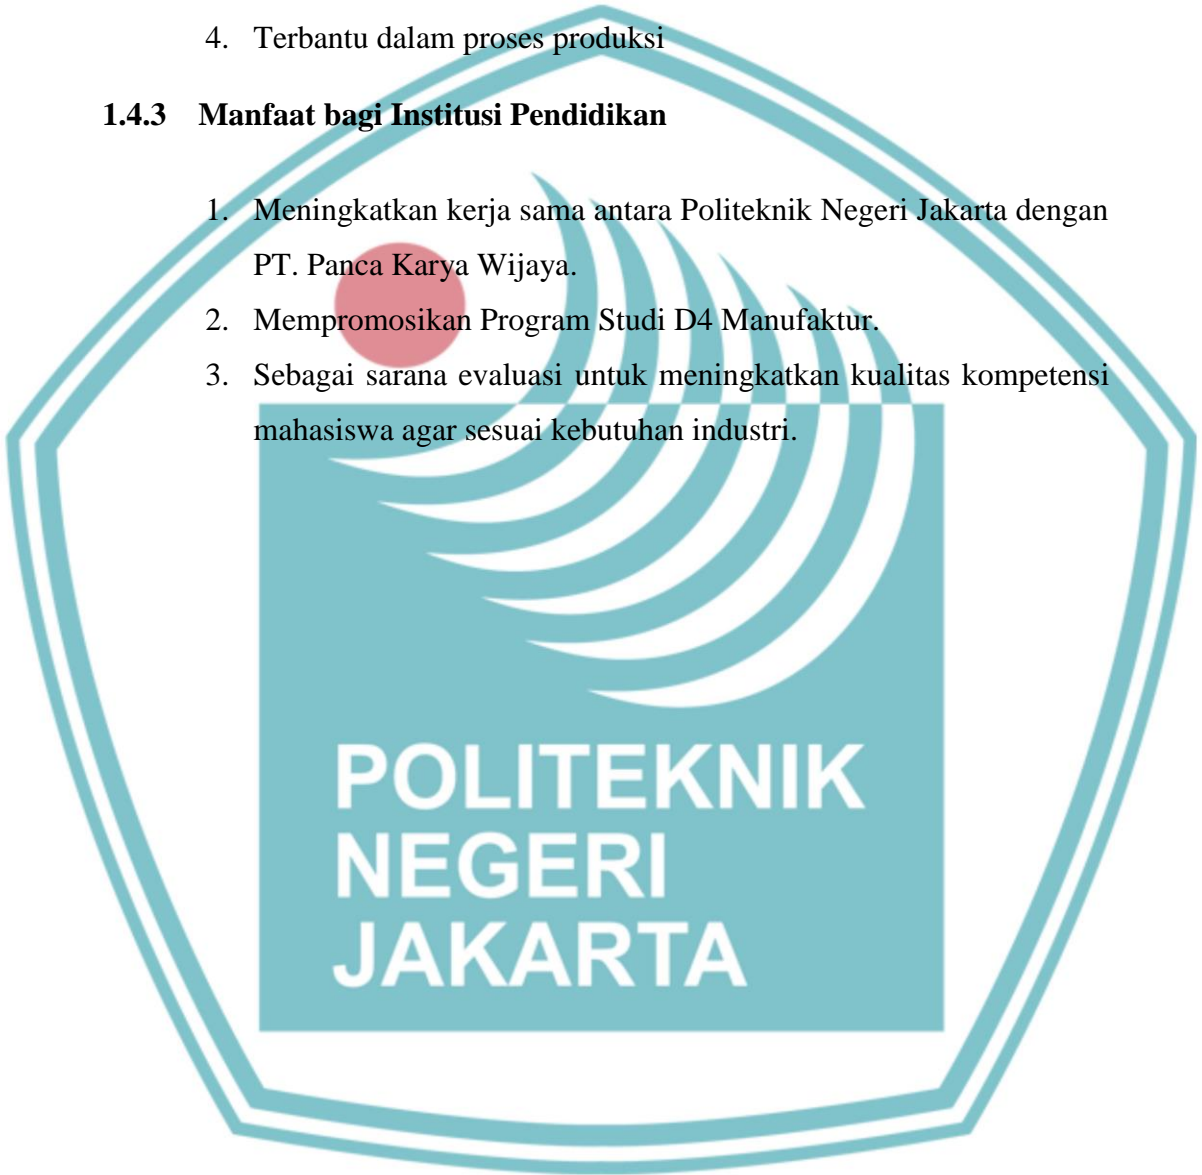 4. Terbantu dalam proses produksi
1.4.3 Manfaat bagi Institusi Pendidikan
1. Meningkatkan kerja sama antara Politeknik Negeri Jakarta dengan
PT. Panca Karya Wijaya.
2. Mempromosikan Program Studi D4 Manufaktur.
3. Sebagai sarana evaluasi untuk meningkatkan kualitas kompetensi
mahasiswa agar sesuai kebutuhan industri.
POLITEKNIK
NEGERI
JAKARTA